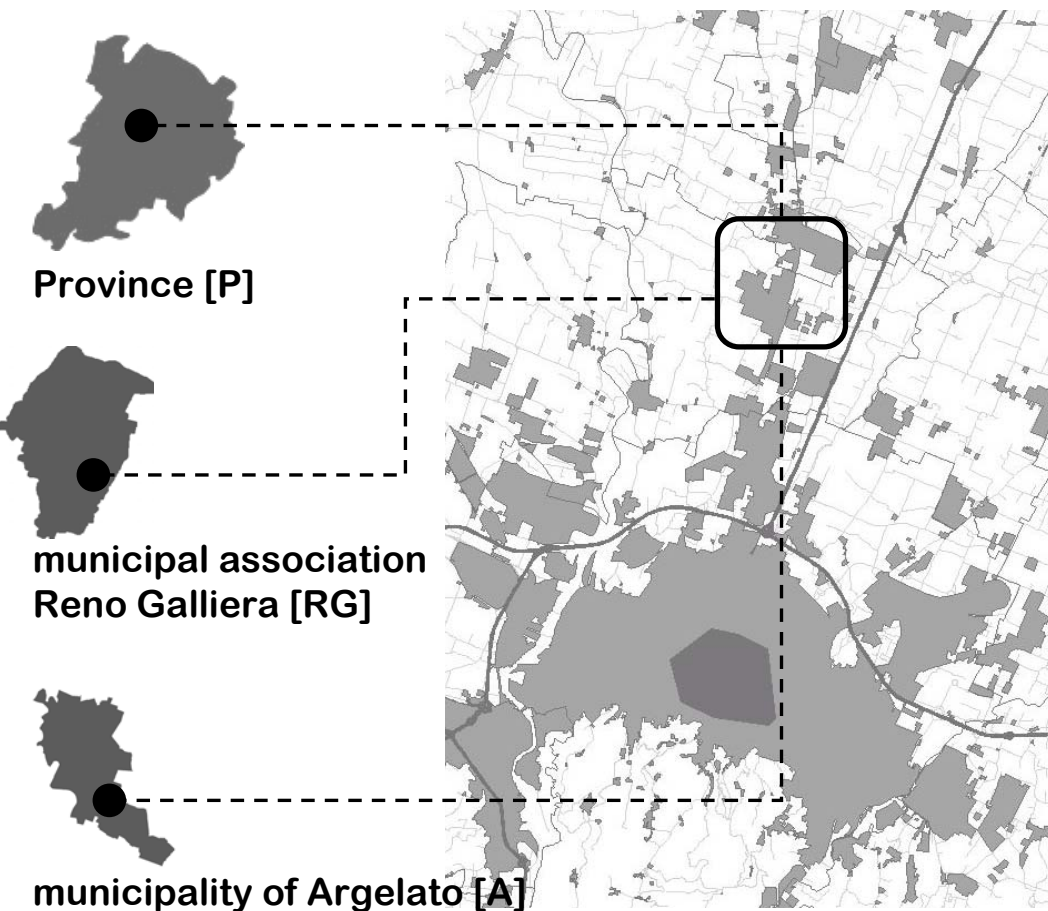 Province [P]
municipal association
Reno Galliera [RG]
municipality of Argelato [A]